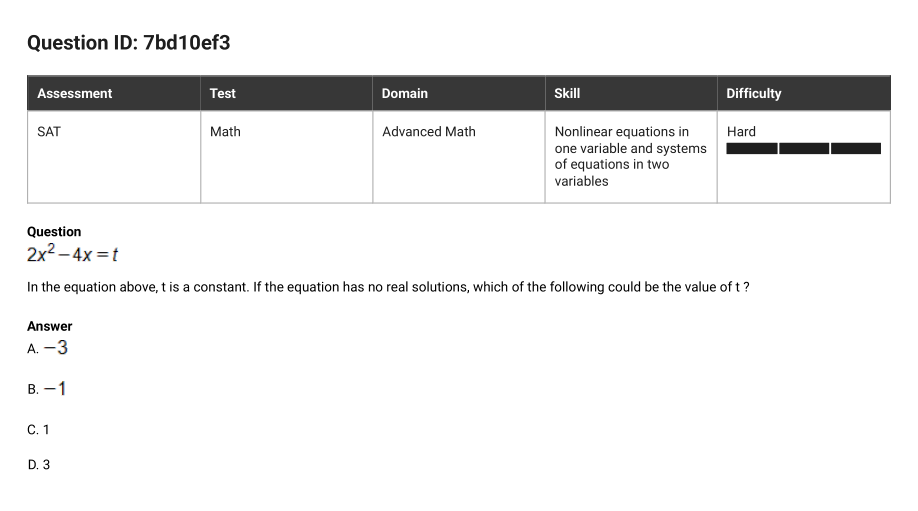 Question ID: 7bd10ef3
Assessment Test Domain Skill Difficulty
SAT Math Advanced Math Nonlinear equations in Hard
one variable and systems
of equations in two
variables
Question
2x² – 4x = t
In the equation above, t is a constant. If the equation has no real solutions, which of the following could be the value of t ?
Answer
A. −3
B. −1
C. 1
D. 3